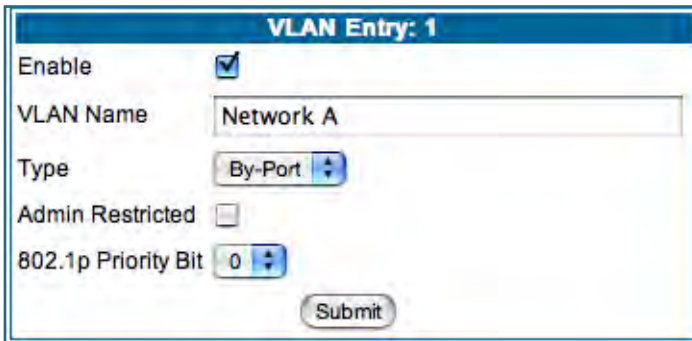 VLAN Entry: 1
Enable
VLAN Name Network A
Type By-Port
Admin Restricted
802.1p Priority Bit 0
Submit